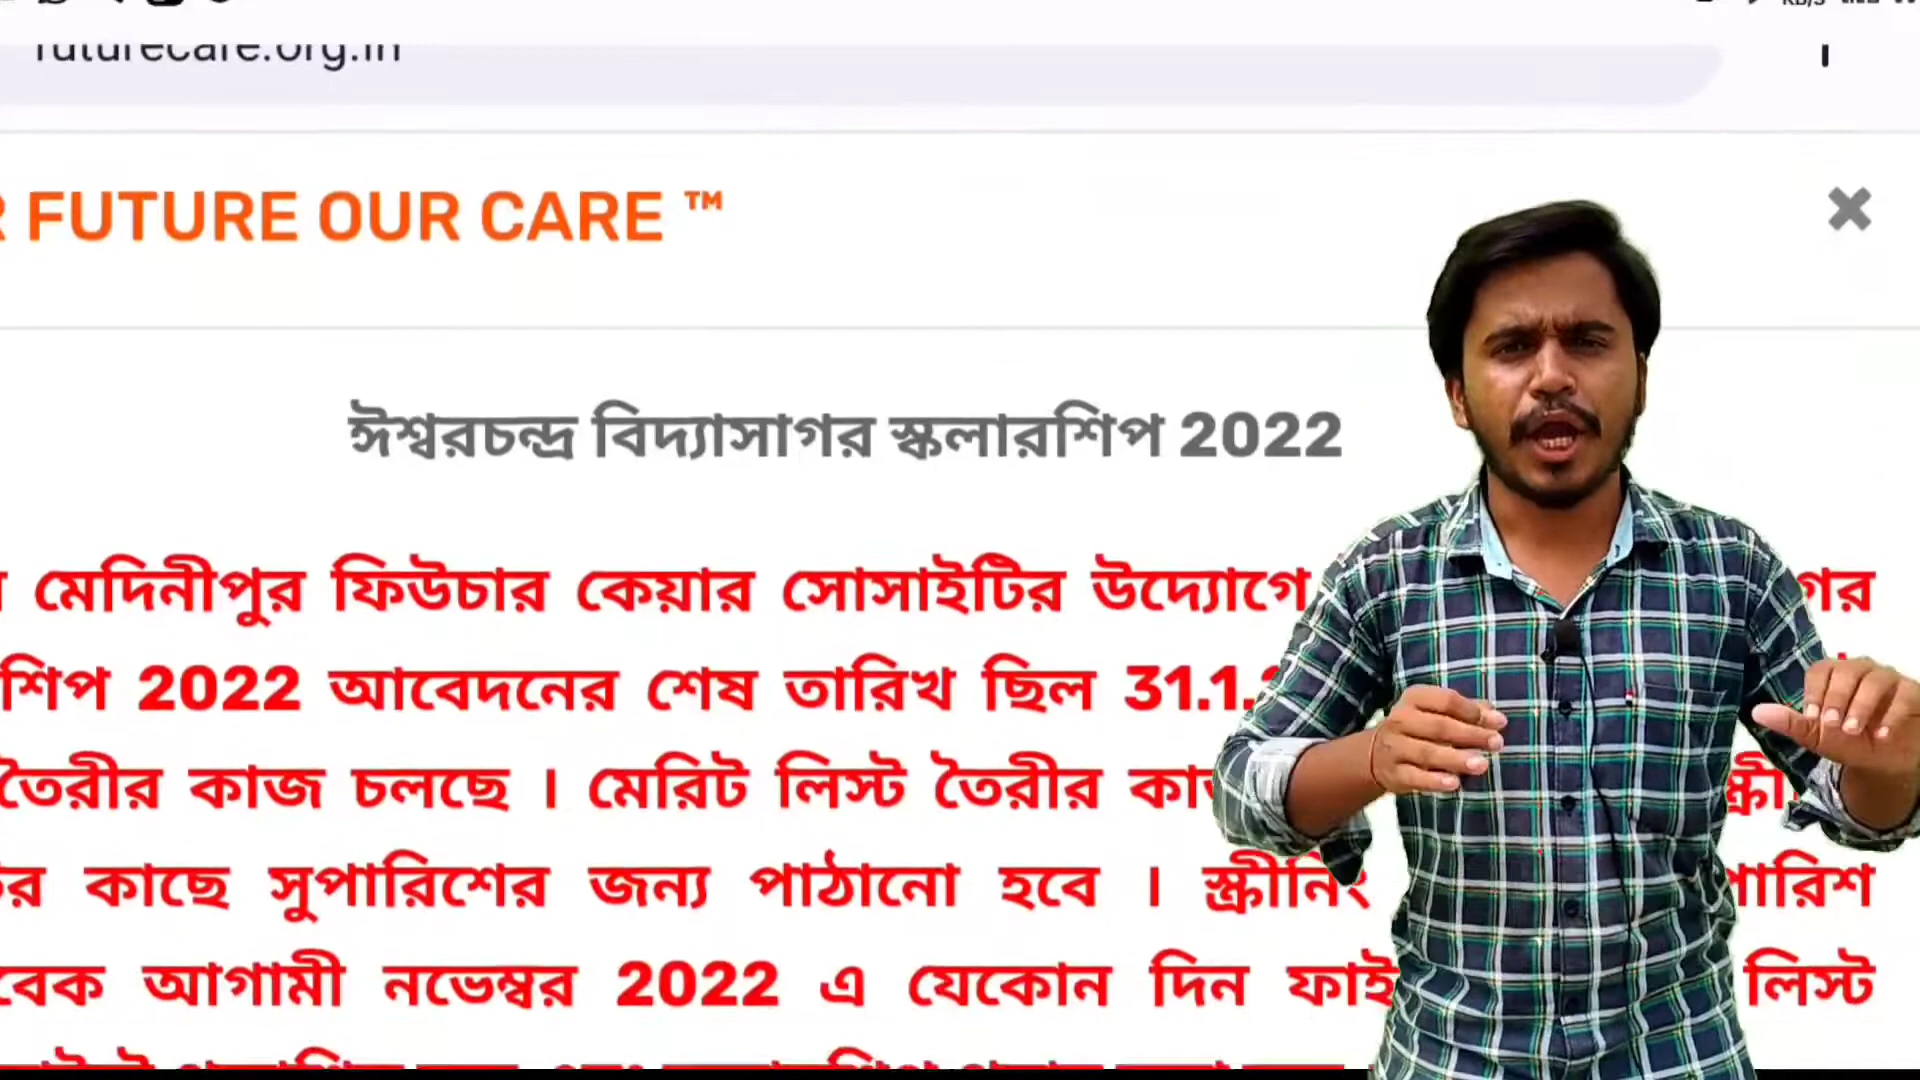 futurecare.org.in
FUTURE OUR CARE ™
ঈশ্বরচন্দ্র বিদ্যাসাগর স্কলারশিপ 2022
মেদিনীপুর ফিউচার কেয়ার সোসাইটির উদ্যোগে
শিপ 2022 আবেদনের শেষ তারিখ ছিল 31.1.
তৈরীর কাজ চলছে । মেরিট লিস্ট তৈরীর
কাছে সুপারিশের জন্য পাঠানো হবে । স্ক্রীনিং
আগামী নভেম্বর 2022 এ যেকোন দিন ফাই লিস্ট